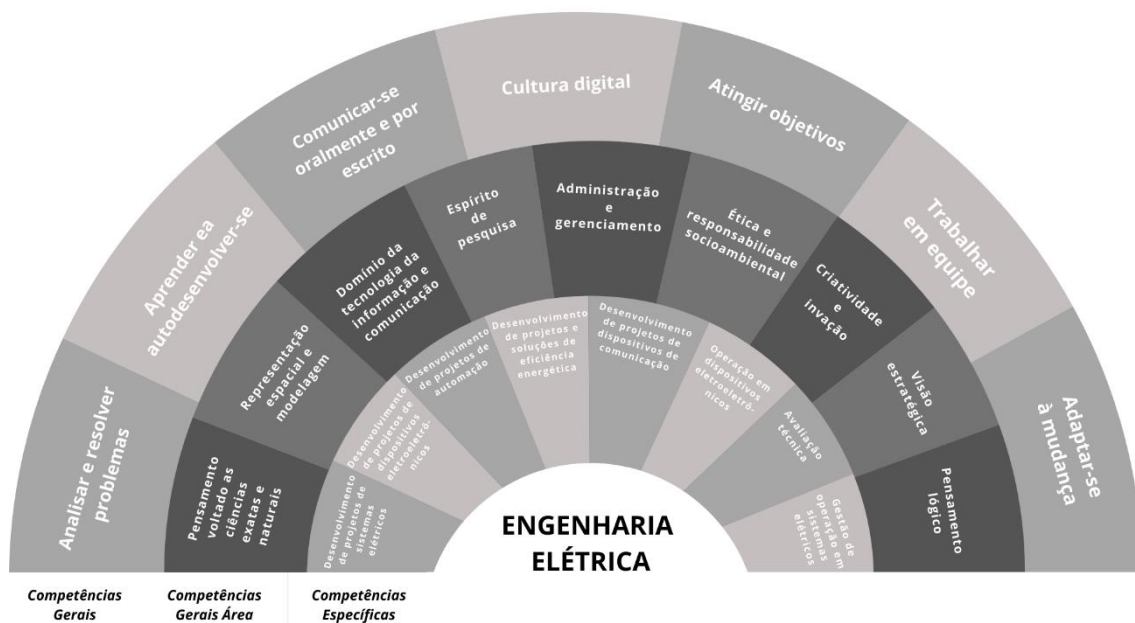 Analisar e resolver
problemas
Aprender ea
autodesenvolver-se
Comunicar-se
oralmente e por
escrito
Cultura digital
Atingir objetivos
Trabalhar
em equipe
Adaptar-se
à mudança
Pensamento
voltado as
ciências
exatas e
naturais
Representação
espacial e
modelagem
Domínio da
tecnologia da
informação e
comunicação
Espírito
de
pesquisa
Administração
e
gerenciamento
Ética e
responsabilidade
socioambiental
Criatividade
e
invação
Visão
estratégica
Pensamento
lógico
Desenvolvimento
de projetos de
sistemas
elétricos
Desenvolvimento
de projetos de
dispositivos
eletroeletrô-
nicos
Desenvolvimento
de projetos de
automação
Desenvolvimento
de projetos e
soluções de
eficiência
energética
Desenvolvimento
de projetos de
dispositivos de
comunicação
Operação em
dispositivos
eletroeletrô-
nicos
Avaliação
técnica
Gestão de
operação em
sistemas
elétricos
ENGENHARIA
ELÉTRICA
Competências
Gerais
Competências
Gerais Área
Competências
Específicas